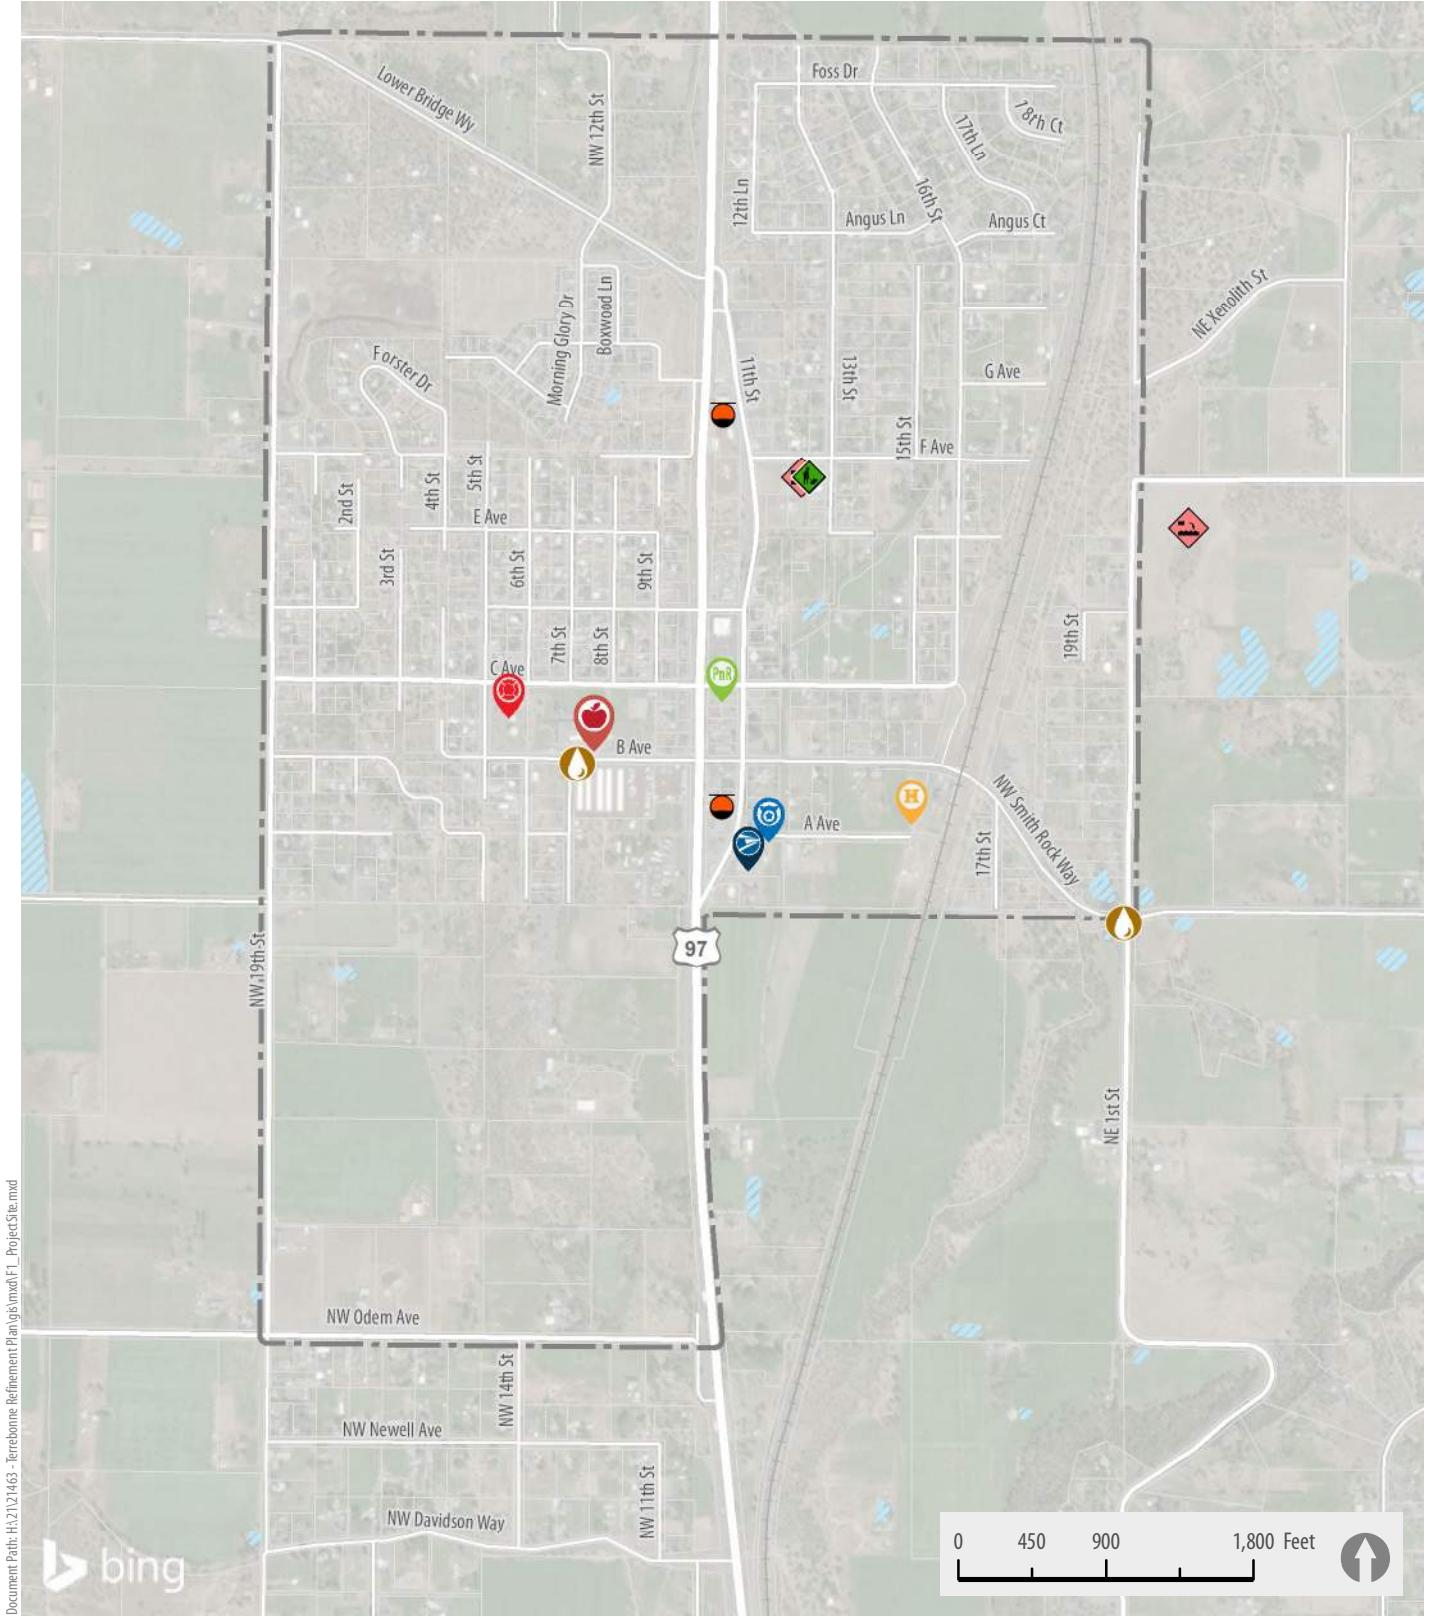 Foss Dr
Lower Bridge Wy
NW 12th St
18th Ct
17th Ln
12th Ln
16th St
Angus Ln
Angus Ct
NE Xenolith St
Boxwood Ln
Morning Glory Dr
Forster Dr
11th St
13th St
G Ave
15th St
F Ave
5th St
4th St
2nd St
E Ave
3rd St
6th St
9th St
7th St
8th St
19th St
C Ave
PnR
B Ave
H
A Ave
NW Smith Rock Way
17th St
97
NW 19th St
NE 1st St
NW Odem Ave
NW 14th St
NW Newell Ave
NW 11th St
NW Davidson Way
0 450 900 1,800 Feet
bing
Document Path: H:\21\21463 - Terrebonne Refinement Plan\gis\mxd\F1_ProjectSite.mxd